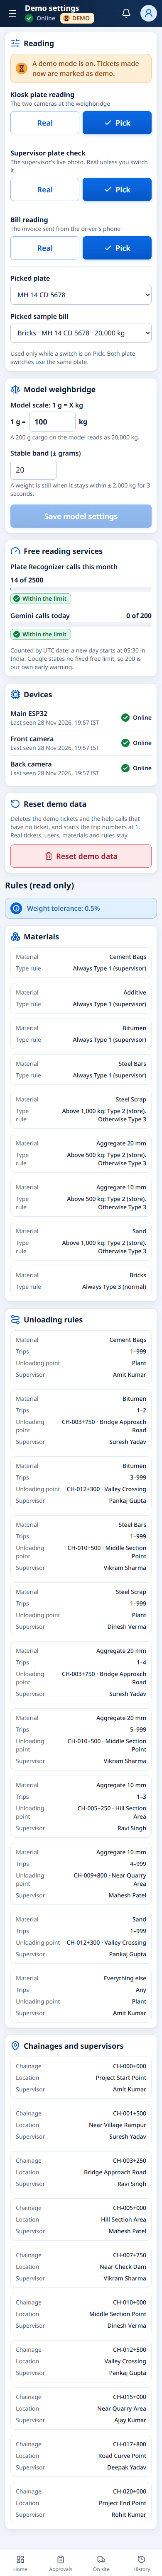 Demo settings
Online DEMO
Reading
A demo mode is on. Tickets made now are marked as demo.
Kiosk plate reading
The two cameras at the weighbridge
Real Pick
Supervisor plate check
The supervisor's live photo. Real unless you switch it.
Real Pick
Bill reading
The invoice sent from the driver's phone
Real Pick
Picked plate
MH 14 CD 5678
Picked sample bill
Bricks · MH 14 CD 5678 · 20,000 kg
Used only while a switch is on Pick. Both plate switches use the same plate.
Model weighbridge
Model scale: 1 g = X kg
1 g = 100 kg
A 200 g cargo on the model reads as 20,000 kg.
Stable band (± grams)
20
A weight is still when it stays within ± 2,000 kg for 3 seconds.
Save model settings
Free reading services
Plate Recognizer calls this month
14 of 2500
Within the limit
Gemini calls today 0 of 200
Within the limit
Counted by UTC date: a new day starts at 05:30 in India. Google states no fixed free limit, so 200 is our own early warning.
Devices
Main ESP32
Last seen 28 Nov 2026, 19:57 IST
Online
Front camera
Last seen 28 Nov 2026, 19:57 IST
Online
Back camera
Last seen 28 Nov 2026, 19:57 IST
Online
Reset demo data
Deletes the demo tickets and the help calls that have no ticket, and starts the trip numbers at 1. Real tickets, users, materials and rules stay.
Reset demo data
Rules (read only)
Weight tolerance: 0.5%
Materials
Material Cement Bags
Type rule Always Type 1 (supervisor)
Material Additive
Type rule Always Type 1 (supervisor)
Material Bitumen
Type rule Always Type 1 (supervisor)
Material Steel Bars
Type rule Always Type 1 (supervisor)
Material Steel Scrap
Type rule Above 1,000 kg: Type 2 (store). Otherwise Type 3
Material Aggregate 20 mm
Type rule Above 500 kg: Type 2 (store). Otherwise Type 3
Material Aggregate 10 mm
Type rule Above 500 kg: Type 2 (store). Otherwise Type 3
Material Sand
Type rule Above 1,000 kg: Type 2 (store). Otherwise Type 3
Material Bricks
Type rule Always Type 3 (normal)
Unloading rules
Material Cement Bags
Trips 1–999
Unloading point Plant
Supervisor Amit Kumar
Material Bitumen
Trips 1–2
Unloading point CH-003+750 · Bridge Approach Road
Supervisor Suresh Yadav
Material Bitumen
Trips 3–999
Unloading point CH-012+300 · Valley Crossing
Supervisor Pankaj Gupta
Material Steel Bars
Trips 1–999
Unloading point CH-010+500 · Middle Section Point
Supervisor Vikram Sharma
Material Steel Scrap
Trips 1–999
Unloading point Plant
Supervisor Dinesh Verma
Material Aggregate 20 mm
Trips 1–4
Unloading point CH-003+750 · Bridge Approach Road
Supervisor Suresh Yadav
Material Aggregate 20 mm
Trips 5–999
Unloading point CH-010+500 · Middle Section Point
Supervisor Vikram Sharma
Material Aggregate 10 mm
Trips 1–3
Unloading point CH-005+250 · Hill Section Area
Supervisor Ravi Singh
Material Aggregate 10 mm
Trips 4–999
Unloading point CH-009+800 · Near Quarry Area
Supervisor Mahesh Patel
Material Sand
Trips 1–999
Unloading point CH-012+300 · Valley Crossing
Supervisor Pankaj Gupta
Material Everything else
Trips Any
Unloading point Plant
Supervisor Amit Kumar
Chainages and supervisors
Chainage CH-000+000
Location Project Start Point
Supervisor Amit Kumar
Chainage CH-001+500
Location Near Village Rampur
Supervisor Suresh Yadav
Chainage CH-003+250
Location Bridge Approach Road
Supervisor Ravi Singh
Chainage CH-005+000
Location Hill Section Area
Supervisor Mahesh Patel
Chainage CH-007+750
Location Near Check Dam
Supervisor Vikram Sharma
Chainage CH-010+000
Location Middle Section Point
Supervisor Dinesh Verma
Chainage CH-012+500
Location Valley Crossing
Supervisor Pankaj Gupta
Chainage CH-015+000
Location Near Quarry Area
Supervisor Ajay Kumar
Chainage CH-017+800
Location Road Curve Point
Supervisor Deepak Yadav
Chainage CH-020+000
Location Project End Point
Supervisor Rohit Kumar
Home Approvals On site History